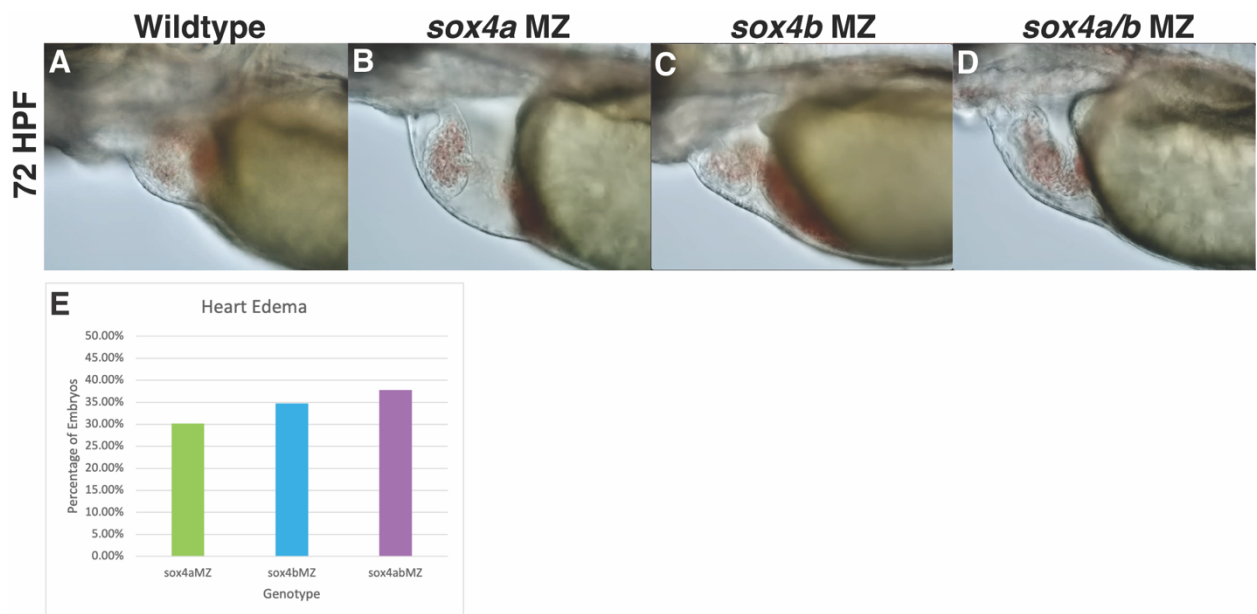 Wildtype sox4a MZ sox4b MZ sox4a/b MZ
72 HPF
A B C D
E
Heart Edema
50.00%
45.00%
40.00%
35.00%
30.00%
25.00%
20.00%
15.00%
10.00%
5.00%
0.00%
Percentage of Embryos
sox4aMZ sox4bMZ sox4abMZ
Genotype